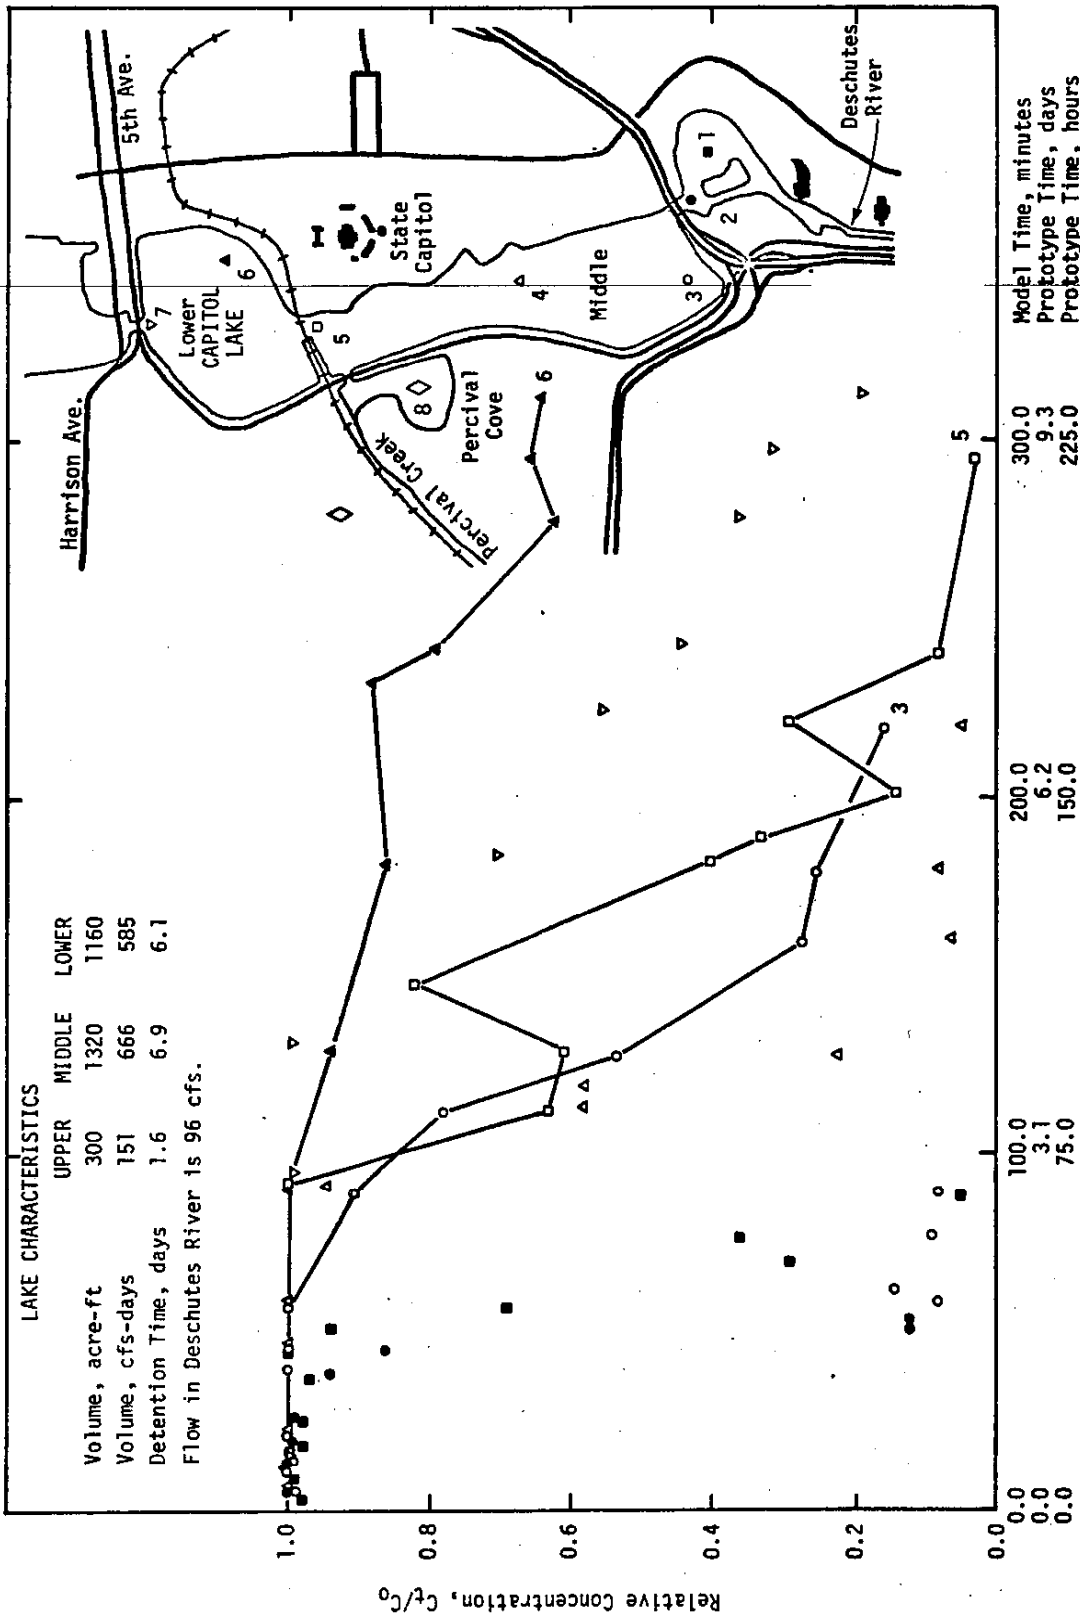 LAKE CHARACTERISTICS
UPPER MIDDLE LOWER
Volume, acre-ft 300 1320 1160
Volume, cfs-days 151 666 585
Detention Time, days 1.6 6.9 6.1
Flow in Deschutes River is 96 cfs.
Harrison Ave.
5th Ave.
7
Lower
CAPITOL
LAKE
6
State
Capitol
5
8
Percival
Cove
Percival Creek
4
Middle
3
2
1
Deschutes
River
6
5
3
Relative Concentration, Ct/Co
1.0
0.8
0.6
0.4
0.2
0.0
0.0 100.0 200.0 300.0 Model Time, minutes
0.0 3.1 6.2 9.3 Prototype Time, days
0.0 75.0 150.0 225.0 Prototype Time, hours